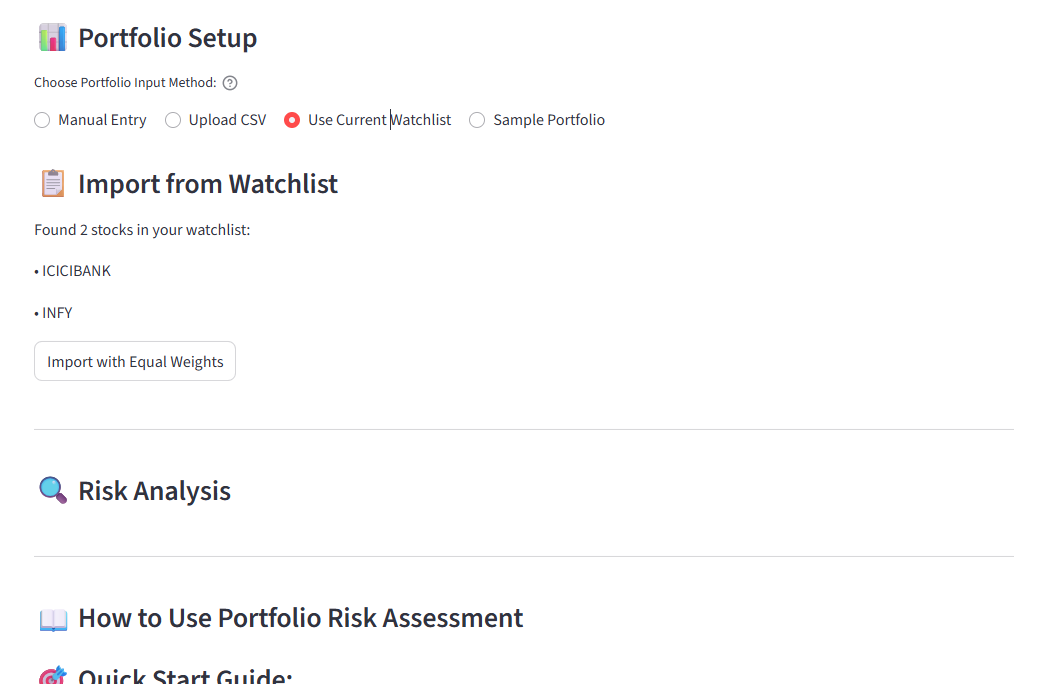 Portfolio Setup
Choose Portfolio Input Method:
Manual Entry Upload CSV Use Current Watchlist Sample Portfolio
Import from Watchlist
Found 2 stocks in your watchlist:
• ICICIBANK
• INFY
Import with Equal Weights
Risk Analysis
How to Use Portfolio Risk Assessment
Quick Start Guide: